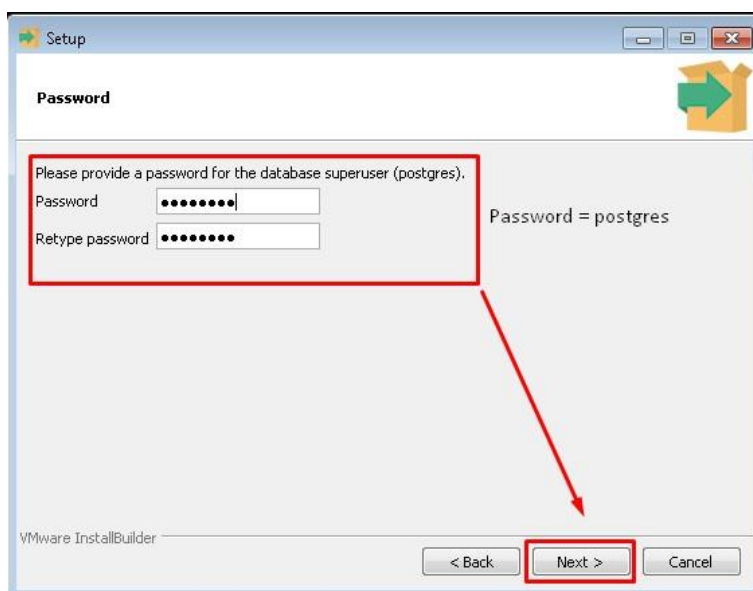 Setup
Password
Please provide a password for the database superuser (postgres).
Password ••••••••
Password = postgres
Retype password ••••••••
VMware InstallBuilder
< Back Next > Cancel